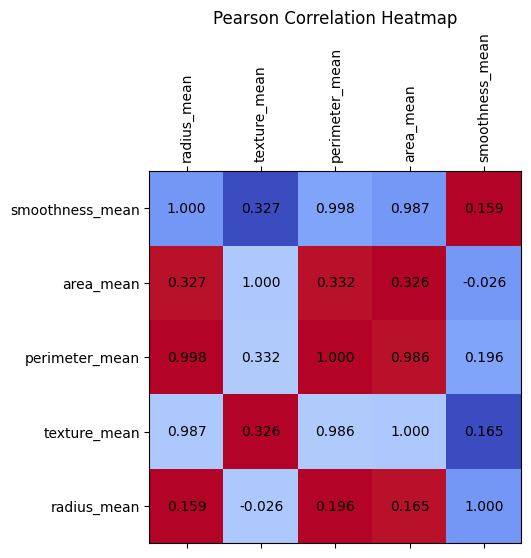 Pearson Correlation Heatmap
radius_mean
texture_mean
perimeter_mean
area_mean
smoothness_mean
smoothness_mean 1.000 0.327 0.998 0.987 0.159
area_mean 0.327 1.000 0.332 0.326 -0.026
perimeter_mean 0.998 0.332 1.000 0.986 0.196
texture_mean 0.987 0.326 0.986 1.000 0.165
radius_mean 0.159 -0.026 0.196 0.165 1.000